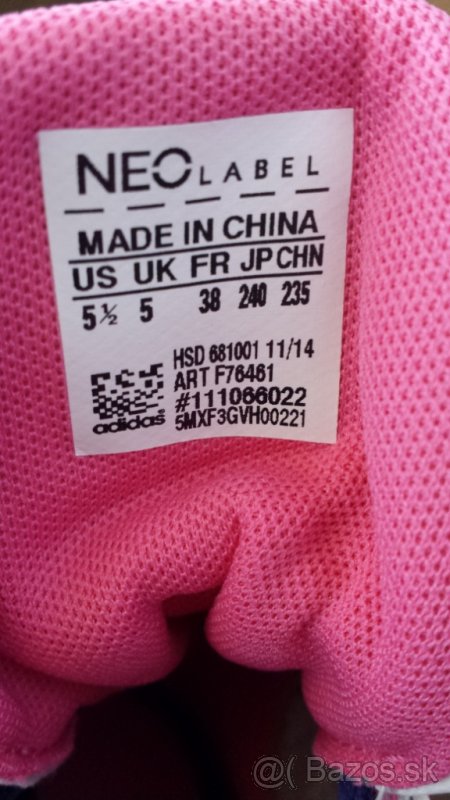 NEO LABEL
MADE IN CHINA
US UK FR JP CHN
5½ 5 38 240 235
HSD 681001 11/14
ART F76461
#111066022
adidas® 5MXF3GVH00221
@( Bazos.sk